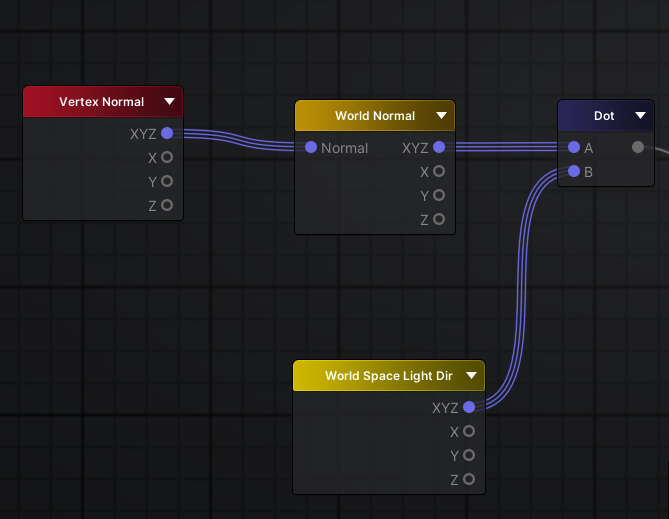 Vertex Normal
XYZ
X
Y
Z
World Normal
Normal XYZ
X
Y
Z
Dot
A
B
World Space Light Dir
XYZ
X
Y
Z